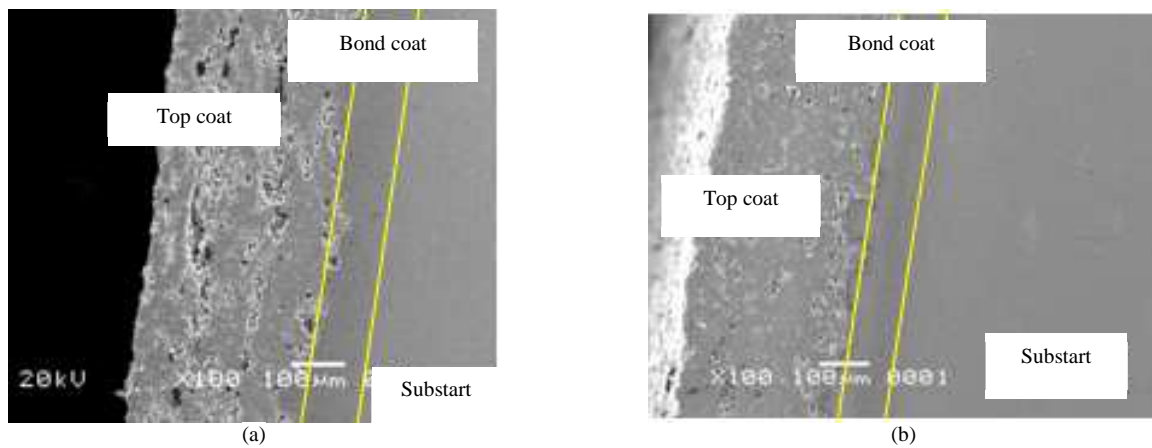 Bond coat
Top coat
20kV X100 100μm
Substart
(a)
Bond coat
Top coat
Substart
X100 100μm 0001
(b)